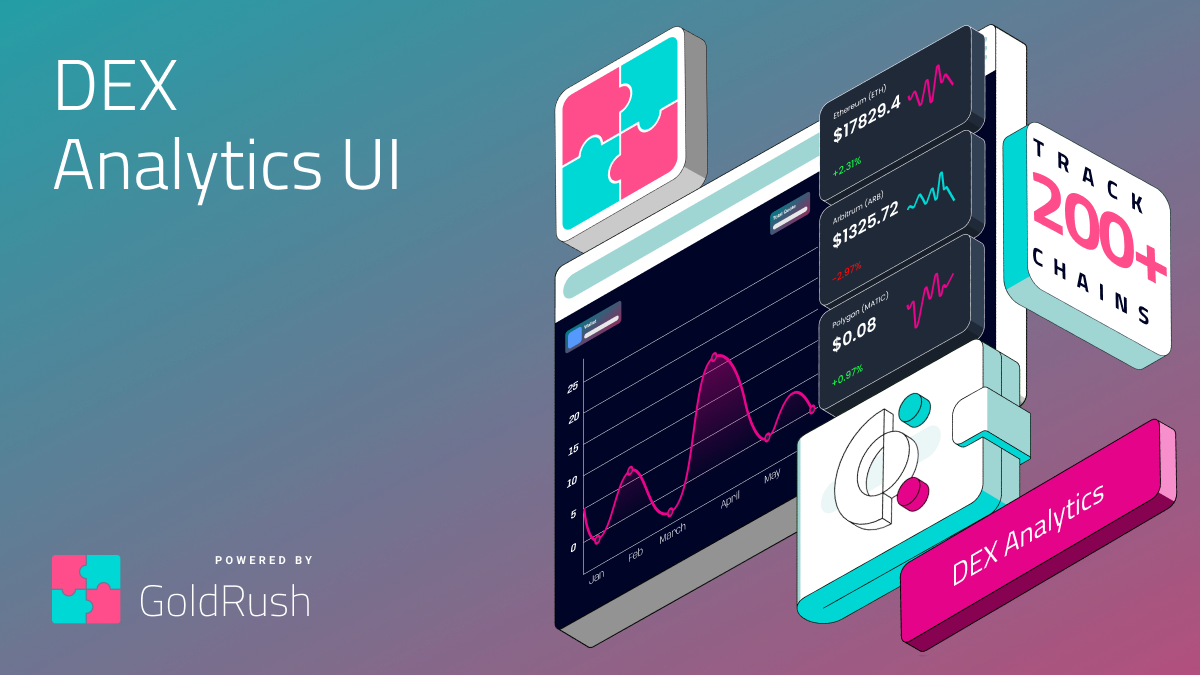 DEX
Analytics UI
POWERED BY
GoldRush
Ethereum (ETH)
$17829.4
+2.31%
Arbitrum (ARB)
$1325.72
-2.97%
Polygon (MATIC)
$0.08
+0.97%
TRACK
200+
CHAINS
Wallet
25
20
15
10
5
0
Jan
Feb
March
April
May
DEX Analytics